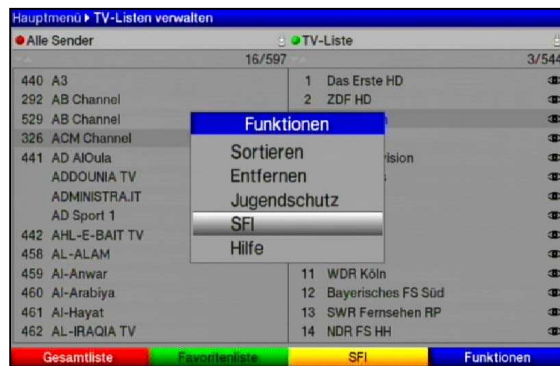 Hauptmenü ▸ TV-Listen verwalten
Alle Sender
16/597
440 A3
292 AB Channel
529 AB Channel
326 ACM Channel
441 AD AlOula
ADDOUNIA TV
ADMINISTRA.IT
AD Sport 1
442 AHL-E-BAIT TV
458 AL-ALAM
459 Al-Anwar
460 Al-Arabiya
461 Al-Hayat
462 AL-IRAQIA TV
TV-Liste
3/544
1 Das Erste HD
2 ZDF HD
11 WDR Köln
12 Bayerisches FS Süd
13 SWR Fernsehen RP
14 NDR FS HH
Funktionen
Sortieren
Entfernen
Jugendschutz
SFI
Hilfe
Gesamtliste Favoritenliste SFI Funktionen